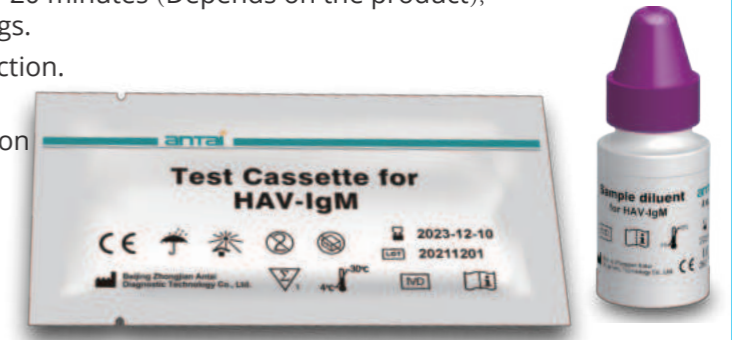 20 minutes (Depends on the product),
gs.
ction.
on
antai
Test Cassette for
HAV-IgM
CE
2023-12-10
LOT 20211201
Beijing Zhongjian Antai
Diagnostic Technology Co., Ltd.
Σ
1
4°C
30°C
IVD
i
Sample diluent
for HAV-IgM
i
CE